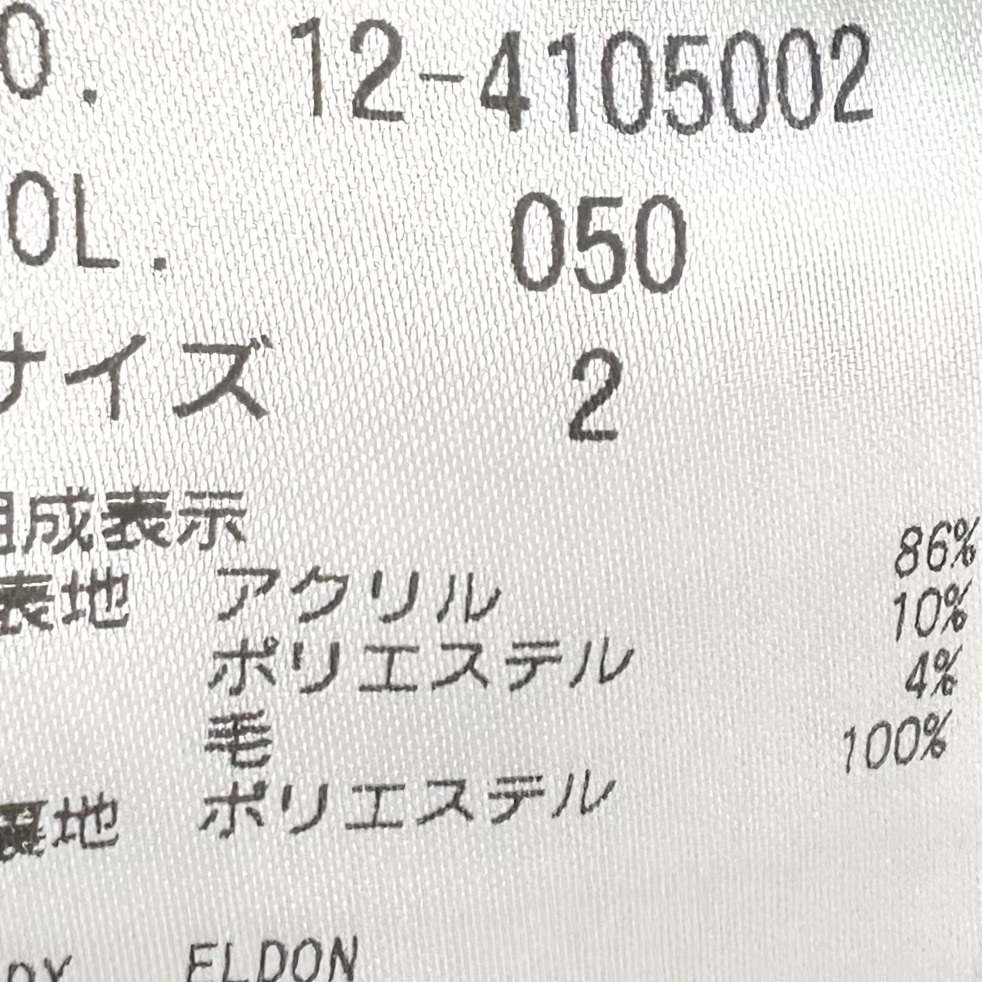 O. 12-4105002
OL. 050
サイズ 2
組成表示
表地 アクリル 86%
ポリエステル 10%
毛 4%
裏地 ポリエステル 100%
ELDON